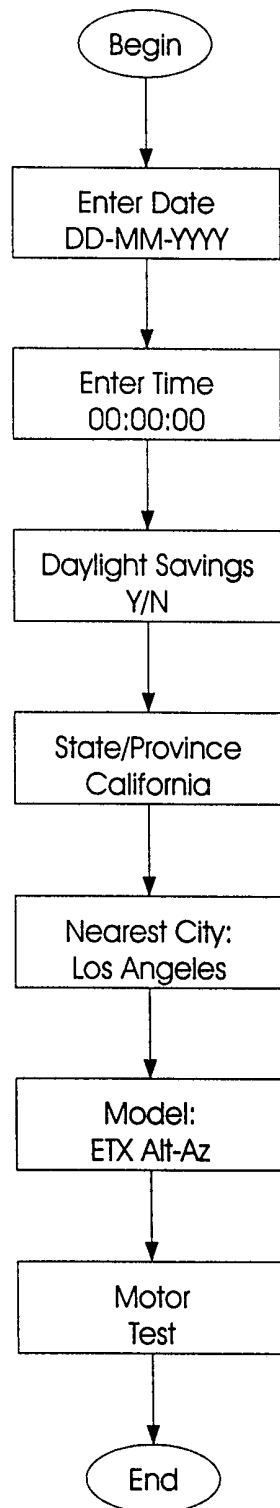 Begin
Enter Date
DD-MM-YYYY
Enter Time
00:00:00
Daylight Savings
Y/N
State/Province
California
Nearest City:
Los Angeles
Model:
ETX Alt-Az
Motor
Test
End